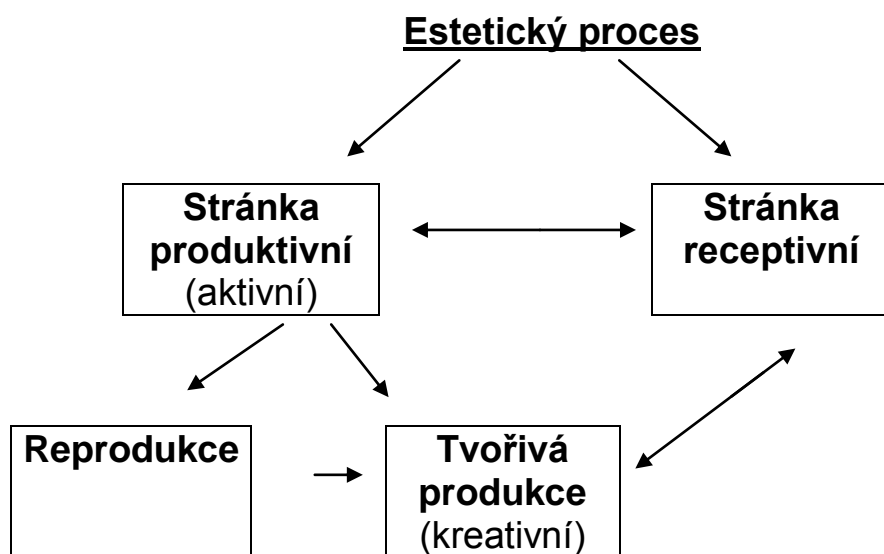 Estetický proces
Stránka
produktivní
(aktivní)
Stránka
receptivní
Reprodukce
Tvořivá
produkce
(kreativní)